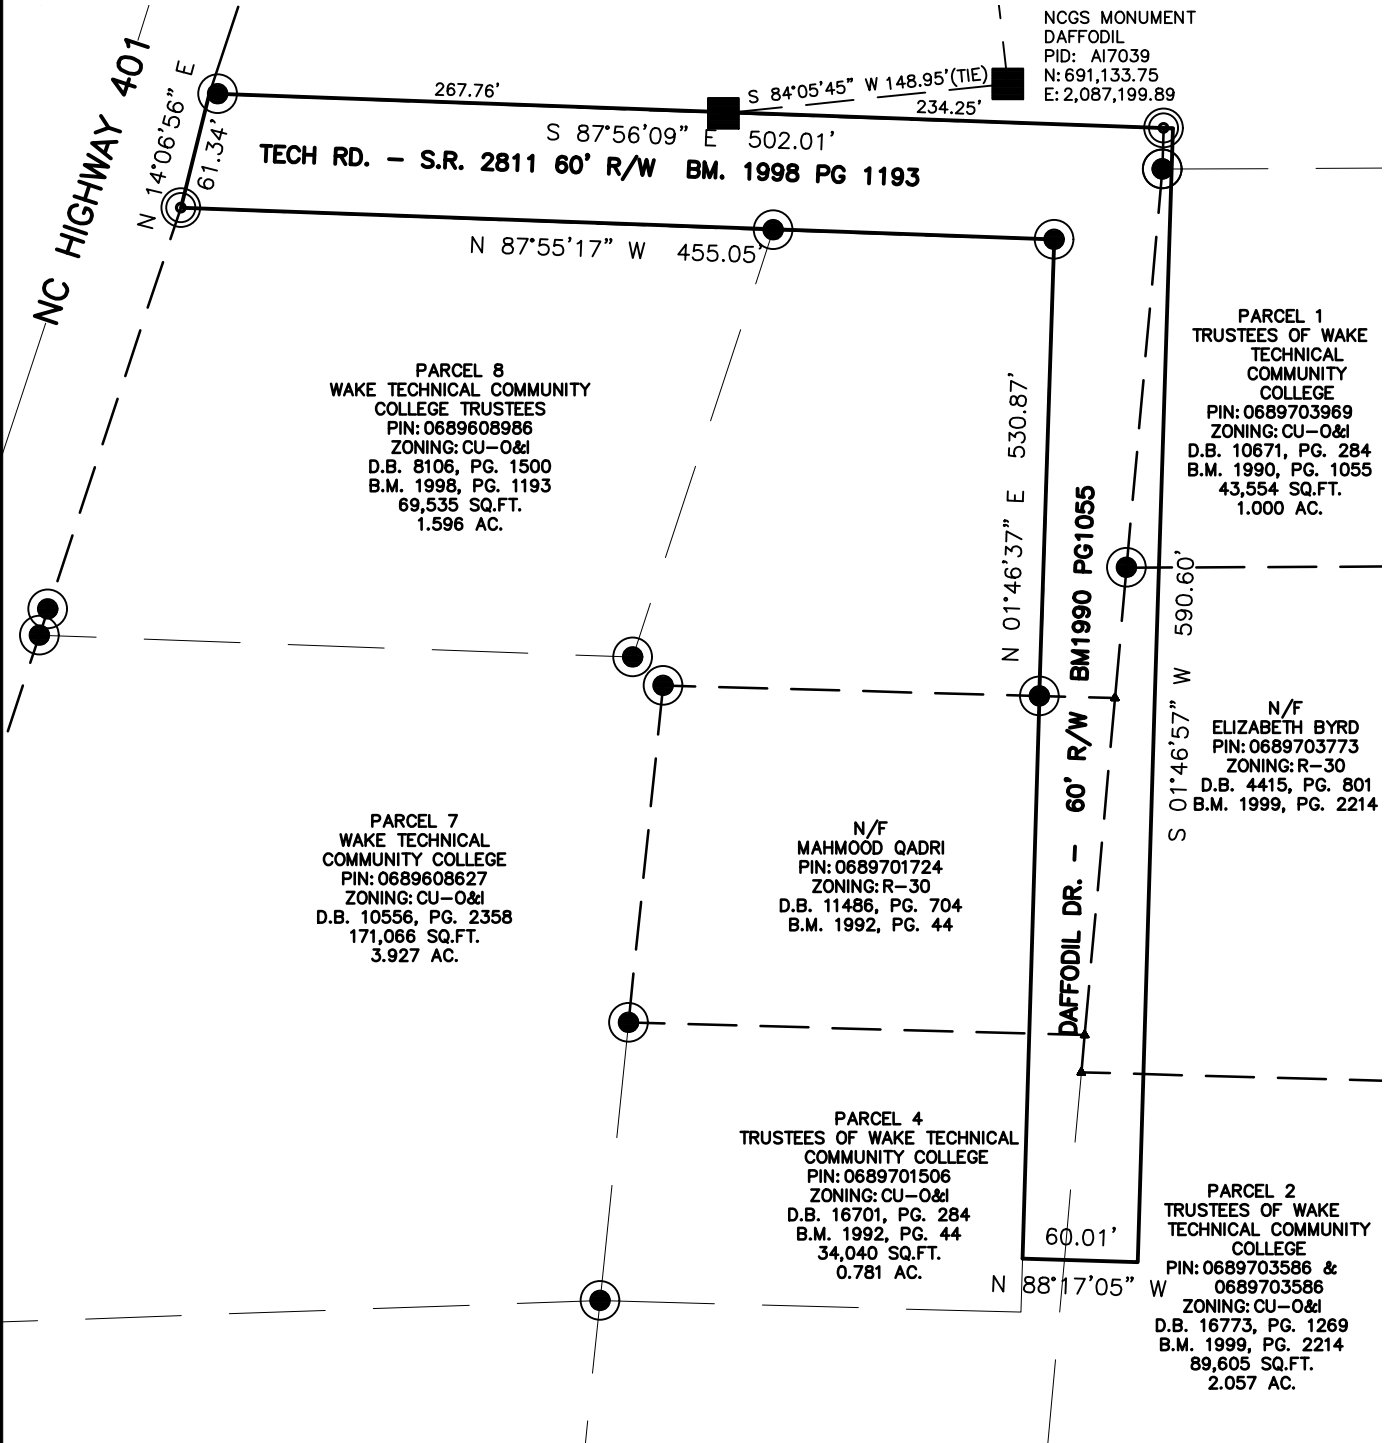 NCGS MONUMENT
DAFFODIL
PID: AI7039
N: 691,133.75
E: 2,087,199.89
NC HIGHWAY 401
N 14°06'56" E
61.34'
267.76'
S 84°05'45" W 148.95'(TIE)
234.25'
S 87°56'09" E 502.01'
TECH RD. – S.R. 2811 60' R/W BM. 1998 PG 1193
N 87°55'17" W 455.05'
PARCEL 8
WAKE TECHNICAL COMMUNITY
COLLEGE TRUSTEES
PIN: 0689608986
ZONING: CU–O&I
D.B. 8106, PG. 1500
B.M. 1998, PG. 1193
69,535 SQ.FT.
1.596 AC.
N 01°46'37" E 530.87'
DAFFODIL DR. – 60' R/W BM1990 PG1055
S 01°46'57" W 590.60'
PARCEL 1
TRUSTEES OF WAKE
TECHNICAL
COMMUNITY
COLLEGE
PIN: 0689703969
ZONING: CU–O&I
D.B. 10671, PG. 284
B.M. 1990, PG. 1055
43,554 SQ.FT.
1.000 AC.
N/F
ELIZABETH BYRD
PIN: 0689703773
ZONING: R–30
D.B. 4415, PG. 801
B.M. 1999, PG. 2214
PARCEL 7
WAKE TECHNICAL
COMMUNITY COLLEGE
PIN: 0689608627
ZONING: CU–O&I
D.B. 10556, PG. 2358
171,066 SQ.FT.
3.927 AC.
N/F
MAHMOOD QADRI
PIN: 0689701724
ZONING: R–30
D.B. 11486, PG. 704
B.M. 1992, PG. 44
PARCEL 4
TRUSTEES OF WAKE TECHNICAL
COMMUNITY COLLEGE
PIN: 0689701506
ZONING: CU–O&I
D.B. 16701, PG. 284
B.M. 1992, PG. 44
34,040 SQ.FT.
0.781 AC.
60.01'
N 88°17'05" W
PARCEL 2
TRUSTEES OF WAKE
TECHNICAL COMMUNITY
COLLEGE
PIN: 0689703586 &
0689703586
ZONING: CU–O&I
D.B. 16773, PG. 1269
B.M. 1999, PG. 2214
89,605 SQ.FT.
2.057 AC.